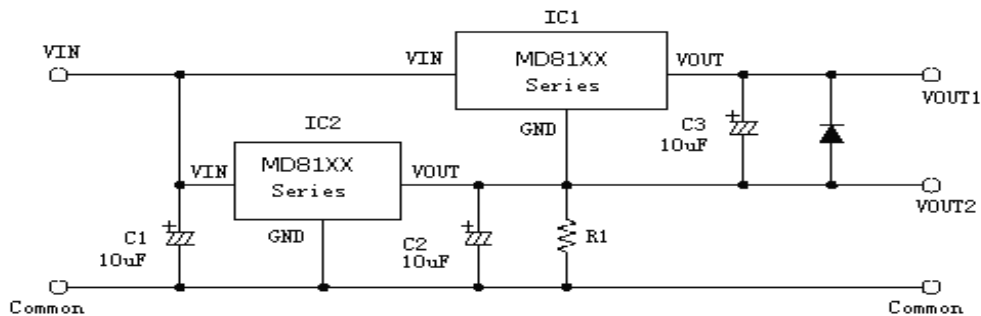 IC1
VIN
VIN
MD81XX
Series
VOUT
VOUT1
GND
C3
+
10uF
IC2
VIN
MD81XX
Series
VOUT
VOUT2
GND
C1
+
10uF
C2
+
10uF
R1
Common
Common